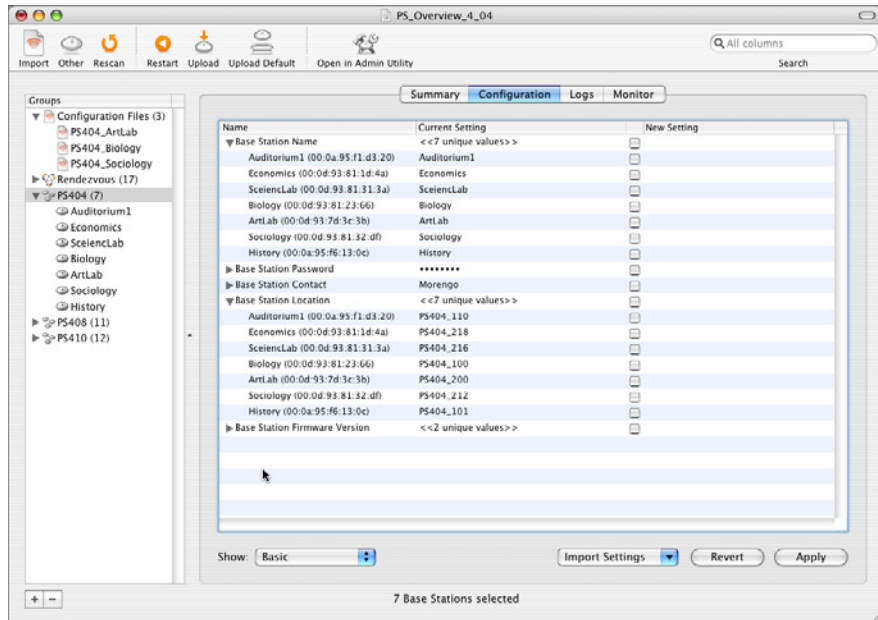 PS_Overview_4_04
Import Other Rescan Restart Upload Upload Default Open in Admin Utility
All columns
Search
Summary Configuration Logs Monitor
Groups
Configuration Files (3)
PS404_ArtLab
PS404_Biology
PS404_Sociology
Rendezvous (17)
PS404 (7)
Auditorium1
Economics
SceiencLab
Biology
ArtLab
Sociology
History
PS408 (11)
PS410 (12)
Name Current Setting New Setting
Base Station Name <<7 unique values>>
Auditorium1 (00:0a:95:f1:d3:20) Auditorium1
Economics (00:0d:93:81:1d:4a) Economics
SceiencLab (00:0d:93:81:31:3a) SceiencLab
Biology (00:0d:93:81:23:66) Biology
ArtLab (00:0d:93:7d:3c:3b) ArtLab
Sociology (00:0d:93:81:32:df) Sociology
History (00:0a:95:f6:13:0c) History
Base Station Password ••••••••
Base Station Contact Morengo
Base Station Location <<7 unique values>>
Auditorium1 (00:0a:95:f1:d3:20) PS404_110
Economics (00:0d:93:81:1d:4a) PS404_218
SceiencLab (00:0d:93:81:31:3a) PS404_216
Biology (00:0d:93:81:23:66) PS404_100
ArtLab (00:0d:93:7d:3c:3b) PS404_200
Sociology (00:0d:93:81:32:df) PS404_212
History (00:0a:95:f6:13:0c) PS404_101
Base Station Firmware Version <<2 unique values>>
Show: Basic Import Settings Revert Apply
7 Base Stations selected